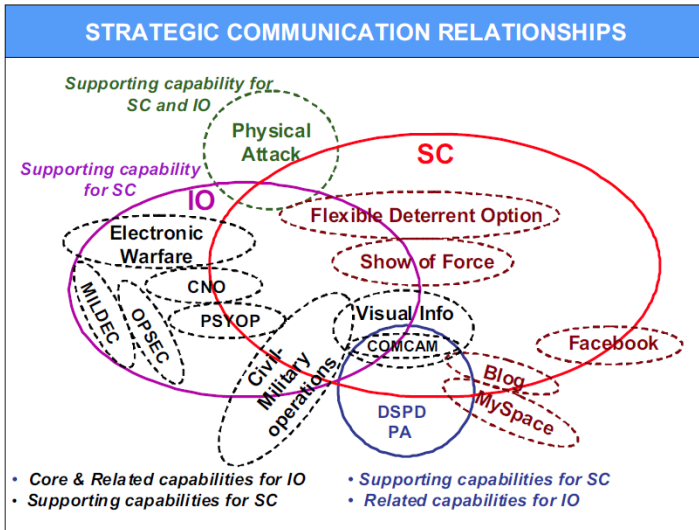 STRATEGIC COMMUNICATION RELATIONSHIPS
Supporting capability for
SC and IO
Physical
Attack
SC
Supporting capability
for SC
IO
Flexible Deterrent Option
Electronic
Warfare
Show of Force
CNO
MILDEC
OPSEC
PSYOP
Visual Info
COMCAM
Civil-
Military
operations
Facebook
Blog
MySpace
DSPD
PA
• Core & Related capabilities for IO
• Supporting capabilities for SC
• Supporting capabilities for SC
• Related capabilities for IO